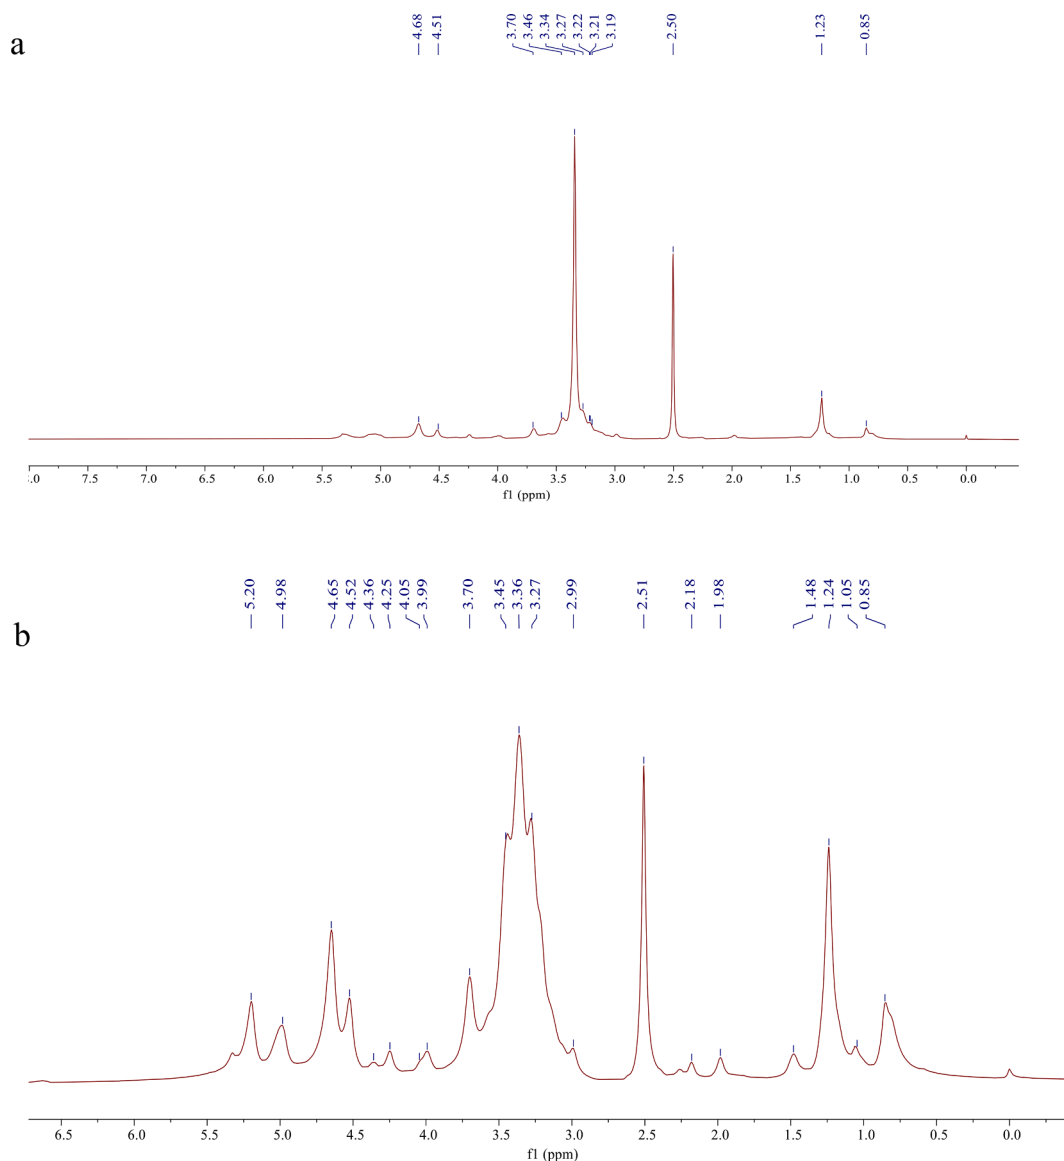 a
4.68 4.51 3.70 3.46 3.34 3.27 3.22 3.21 3.19 2.50 1.23 0.85
8.0 7.5 7.0 6.5 6.0 5.5 5.0 4.5 4.0 3.5 3.0 2.5 2.0 1.5 1.0 0.5 0.0
f1 (ppm)
b
5.20 4.98 4.65 4.52 4.36 4.25 4.05 3.99 3.70 3.45 3.36 3.27 2.99 2.51 2.18 1.98 1.48 1.24 1.05 0.85
6.5 6.0 5.5 5.0 4.5 4.0 3.5 3.0 2.5 2.0 1.5 1.0 0.5 0.0
f1 (ppm)